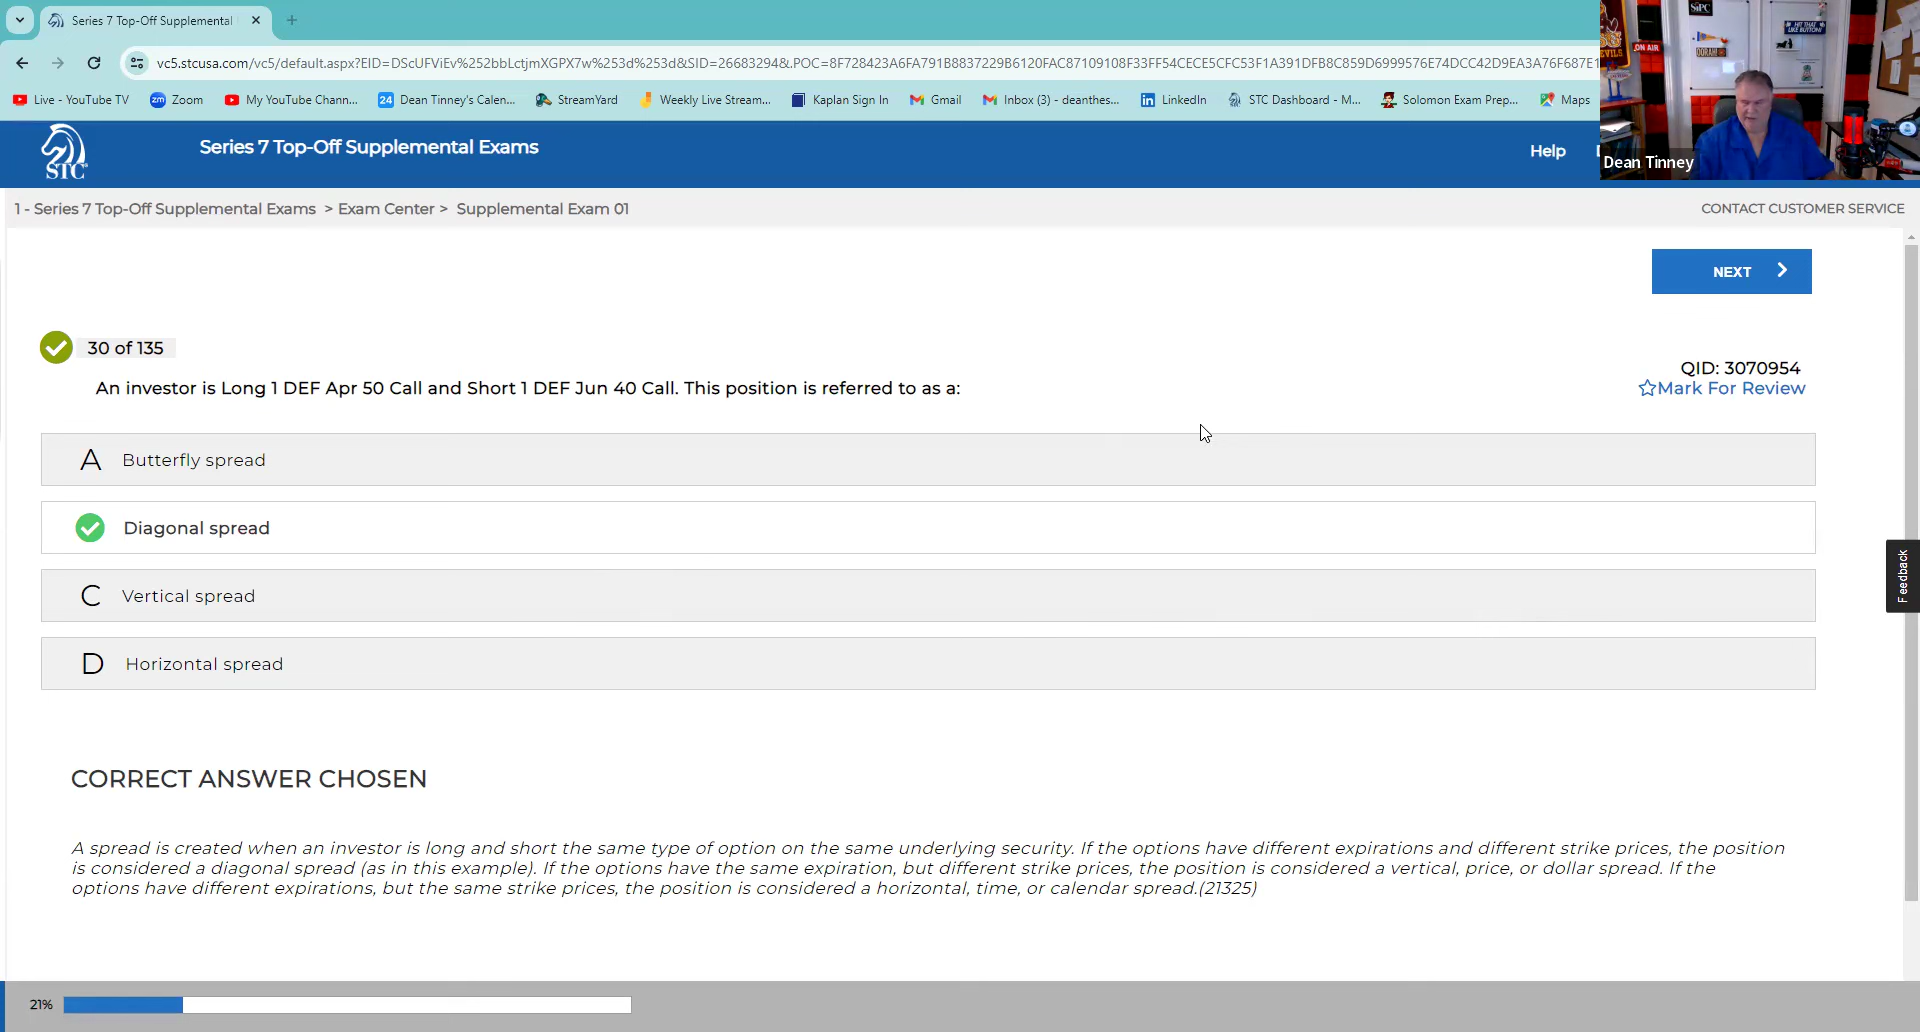 Series 7 Top-Off Supplemental
vc5.stcusa.com/vc5/default.aspx?EID=DScUFViEv%252bbLctjmXGPX7w%253d%253d&SID=26683294&.POC=8F728423A6FA791B8837229B6120FAC87109108F33FF54CECE5CFC53F1A391DFB8C859D6999576E74DCC42D9EA3A76F687E1
Live - YouTube TV
Zoom
My YouTube Chann...
Dean Tinney's Calen...
StreamYard
Weekly Live Stream...
Kaplan Sign In
Gmail
Inbox (3) - deanthes...
LinkedIn
STC Dashboard - M...
Solomon Exam Prep...
Maps
SIPC
ON AIR
HIT THAT
LIKE BUTTON!
Dean Tinney
STC
Series 7 Top-Off Supplemental Exams
Help
1 - Series 7 Top-Off Supplemental Exams > Exam Center > Supplemental Exam 01
CONTACT CUSTOMER SERVICE
NEXT
30 of 135
QID: 3070954
An investor is Long 1 DEF Apr 50 Call and Short 1 DEF Jun 40 Call. This position is referred to as a:
Mark For Review
A Butterfly spread
Diagonal spread
C Vertical spread
D Horizontal spread
Feedback
CORRECT ANSWER CHOSEN
A spread is created when an investor is long and short the same type of option on the same underlying security. If the options have different expirations and different strike prices, the position
is considered a diagonal spread (as in this example). If the options have the same expiration, but different strike prices, the position is considered a vertical, price, or dollar spread. If the
options have different expirations, but the same strike prices, the position is considered a horizontal, time, or calendar spread.(21325)
21%